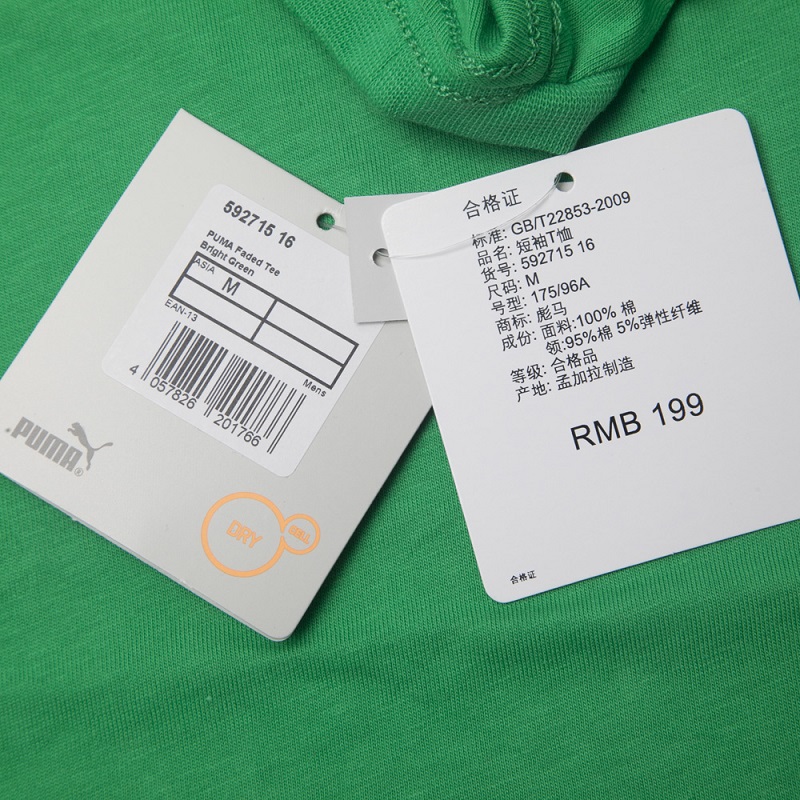 592715 16
PUMA Faded Tee
Bright Green
ASIA
M
EAN-13
Mens
4 057826 201766
PUMA®
DRY
合格证
标准: GB/T22853-2009
品名: 短袖T恤
货号: 592715 16
尺码: M
号型: 175/96A
商标: 彪马
成份: 面料:100% 棉
领:95%棉 5%弹性纤维
等级: 合格品
产地: 孟加拉制造
RMB 199
合格证